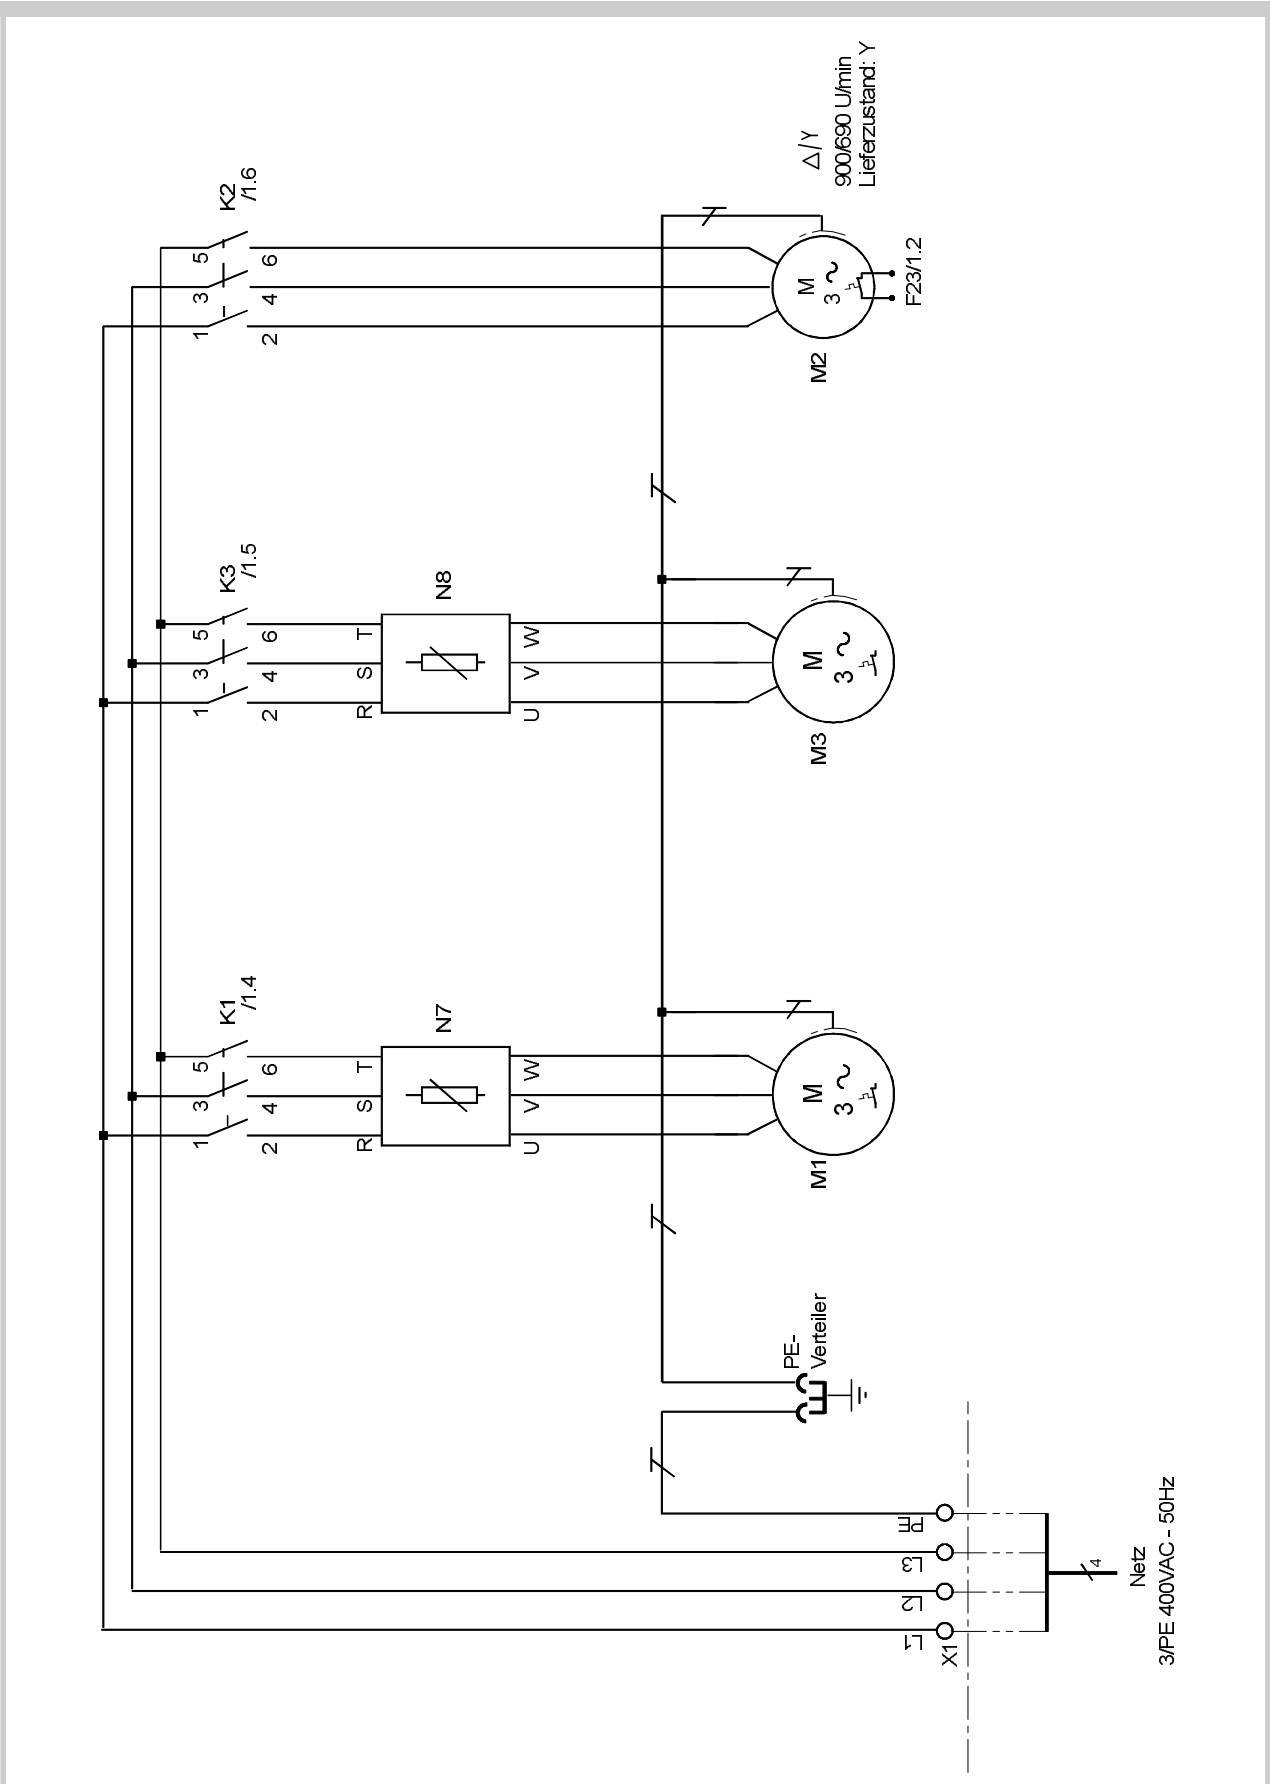 L1
L2
L3
PE
X1
Netz
3/PE 400VAC - 50Hz
4
PE-
Verteiler
K1
/1.4
1
3
5
2
4
6
R
S
T
N7
U
V
W
M1
M
3
K3
/1.5
1
3
5
2
4
6
R
S
T
N8
U
V
W
M3
M
3
K2
/1.6
1
3
5
2
4
6
M2
M
3
F23/1.2
△/Y
900/690 U/min
Lieferzustand: Y